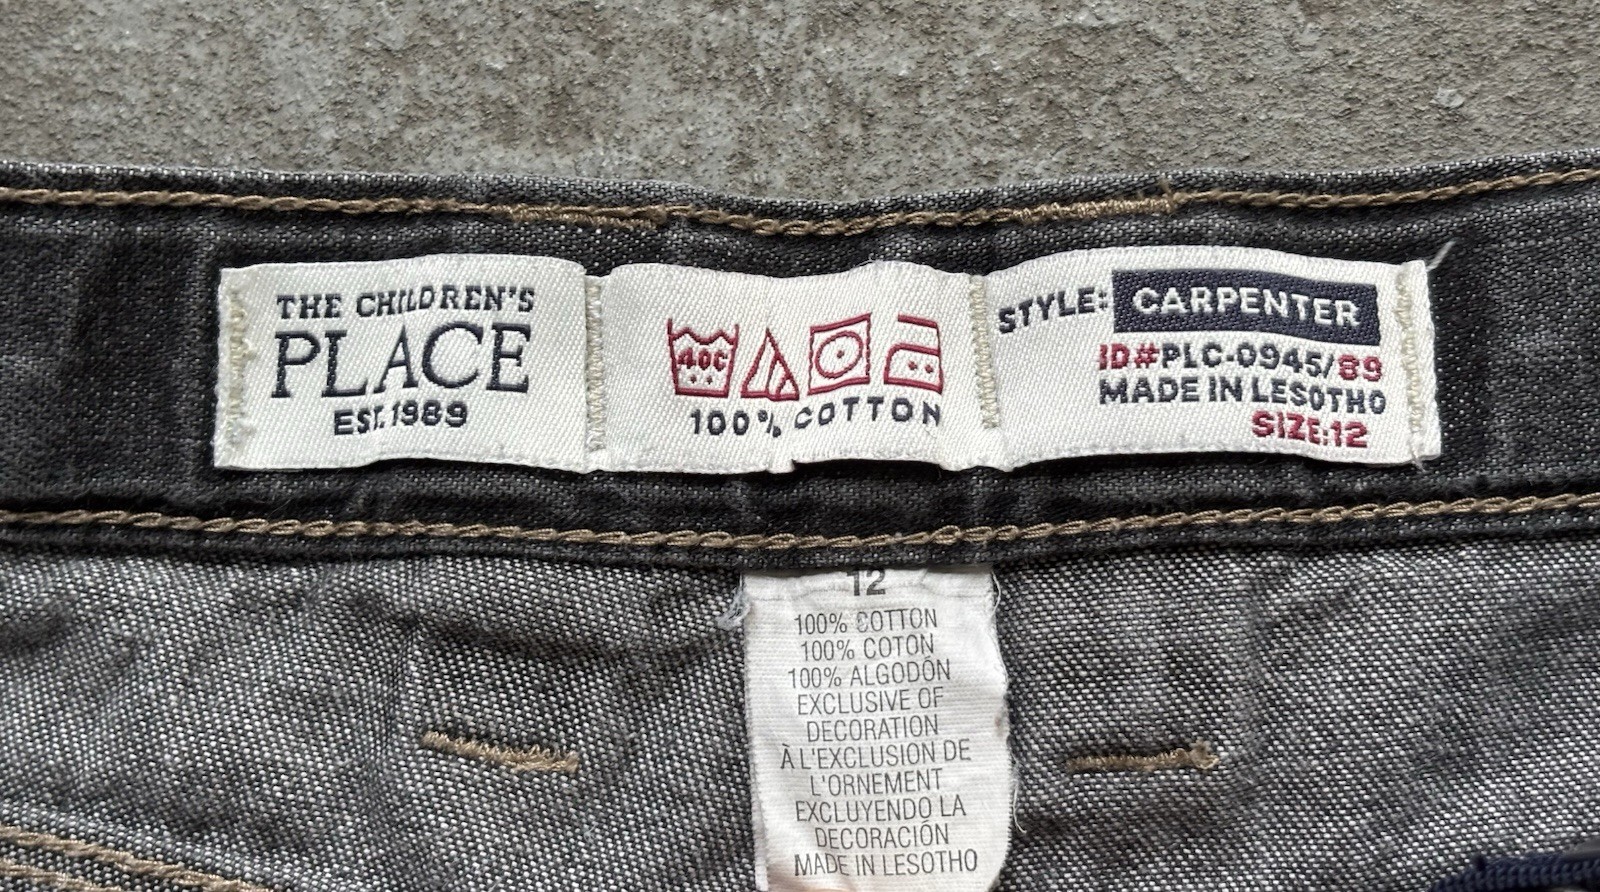 THE CHILDREN'S
PLACE
EST. 1989
40C
100% COTTON
STYLE: CARPENTER
ID#PLC-0945/89
MADE IN LESOTHO
SIZE:12
12
100% COTTON
100% COTON
100% ALGODÓN
EXCLUSIVE OF
DECORATION
À L'EXCLUSION DE
L'ORNEMENT
EXCLUYENDO LA
DECORACIÓN
MADE IN LESOTHO